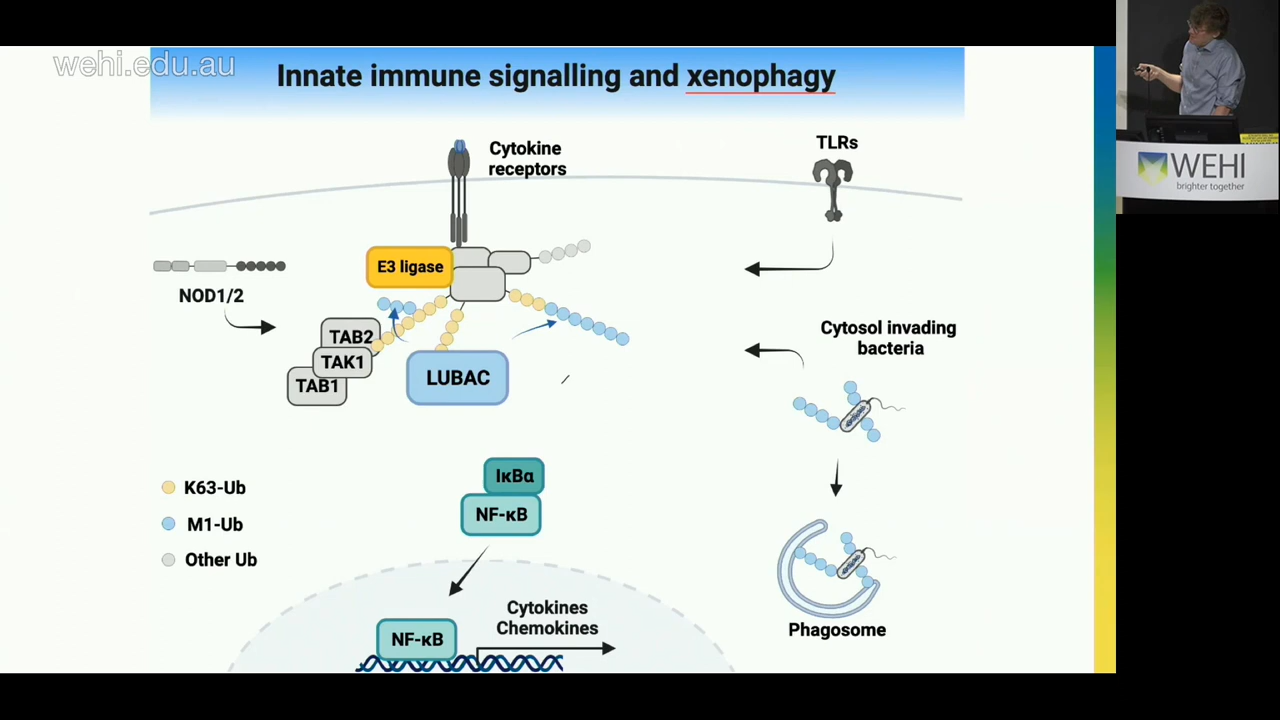 wehi.edu.au
Innate immune signalling and xenophagy
Cytokine
receptors
TLRs
E3 ligase
NOD1/2
TAB2
TAK1
TAB1
LUBAC
Cytosol invading
bacteria
IκBα
NF-κB
K63-Ub
M1-Ub
Other Ub
Cytokines
Chemokines
NF-κB
Phagosome
WEHI
brighter together